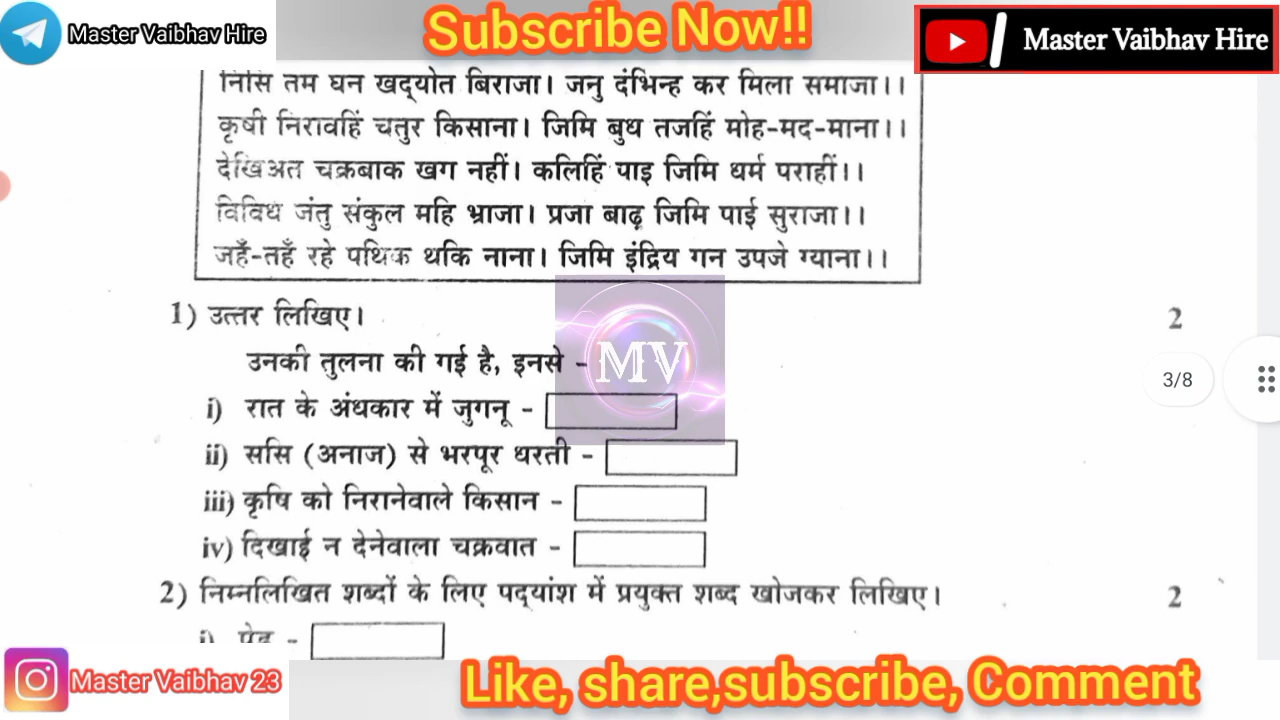 Master Vaibhav Hire
Subscribe Now!!
Master Vaibhav Hire
निसि तम घन खद्योत बिराजा। जनु दंभिन्ह कर मिला समाजा।।
कृषी निरावहिं चतुर किसाना। जिमि बुध तजहिं मोह-मद-माना।।
देखिअत चक्रबाक खग नहीं। कलिहिं पाइ जिमि धर्म पराहीं।।
विविध जंतु संकुल महि भ्राजा। प्रजा बाढ़ जिमि पाई सुराजा।।
जहँ-तहँ रहे पथिक थकि नाना। जिमि इंद्रिय गन उपजे ग्याना।।
1) उत्तर लिखिए। 2
उनकी तुलना की गई है, इनसे -
MV
i) रात के अंधकार में जुगनू -
3/8
ii) ससि (अनाज) से भरपूर धरती -
iii) कृषि को निरानेवाले किसान -
iv) दिखाई न देनेवाला चक्रवात -
2) निम्नलिखित शब्दों के लिए पद्यांश में प्रयुक्त शब्द खोजकर लिखिए। 2
i) पेड़ -
Master Vaibhav 23
Like, share,subscribe, Comment